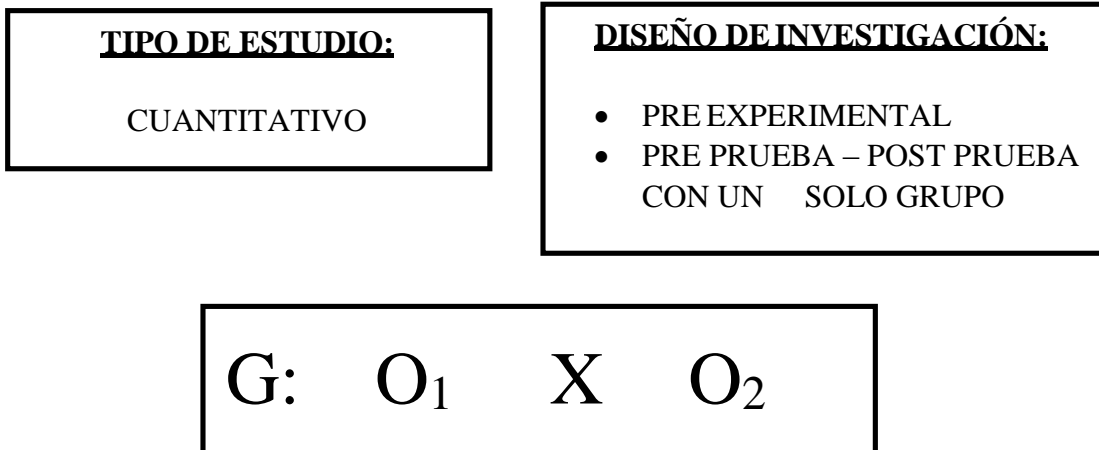 TIPO DE ESTUDIO:
CUANTITATIVO
DISEÑO DE INVESTIGACIÓN:
• PRE EXPERIMENTAL
• PRE PRUEBA – POST PRUEBA
CON UN SOLO GRUPO
G: O₁ X O₂